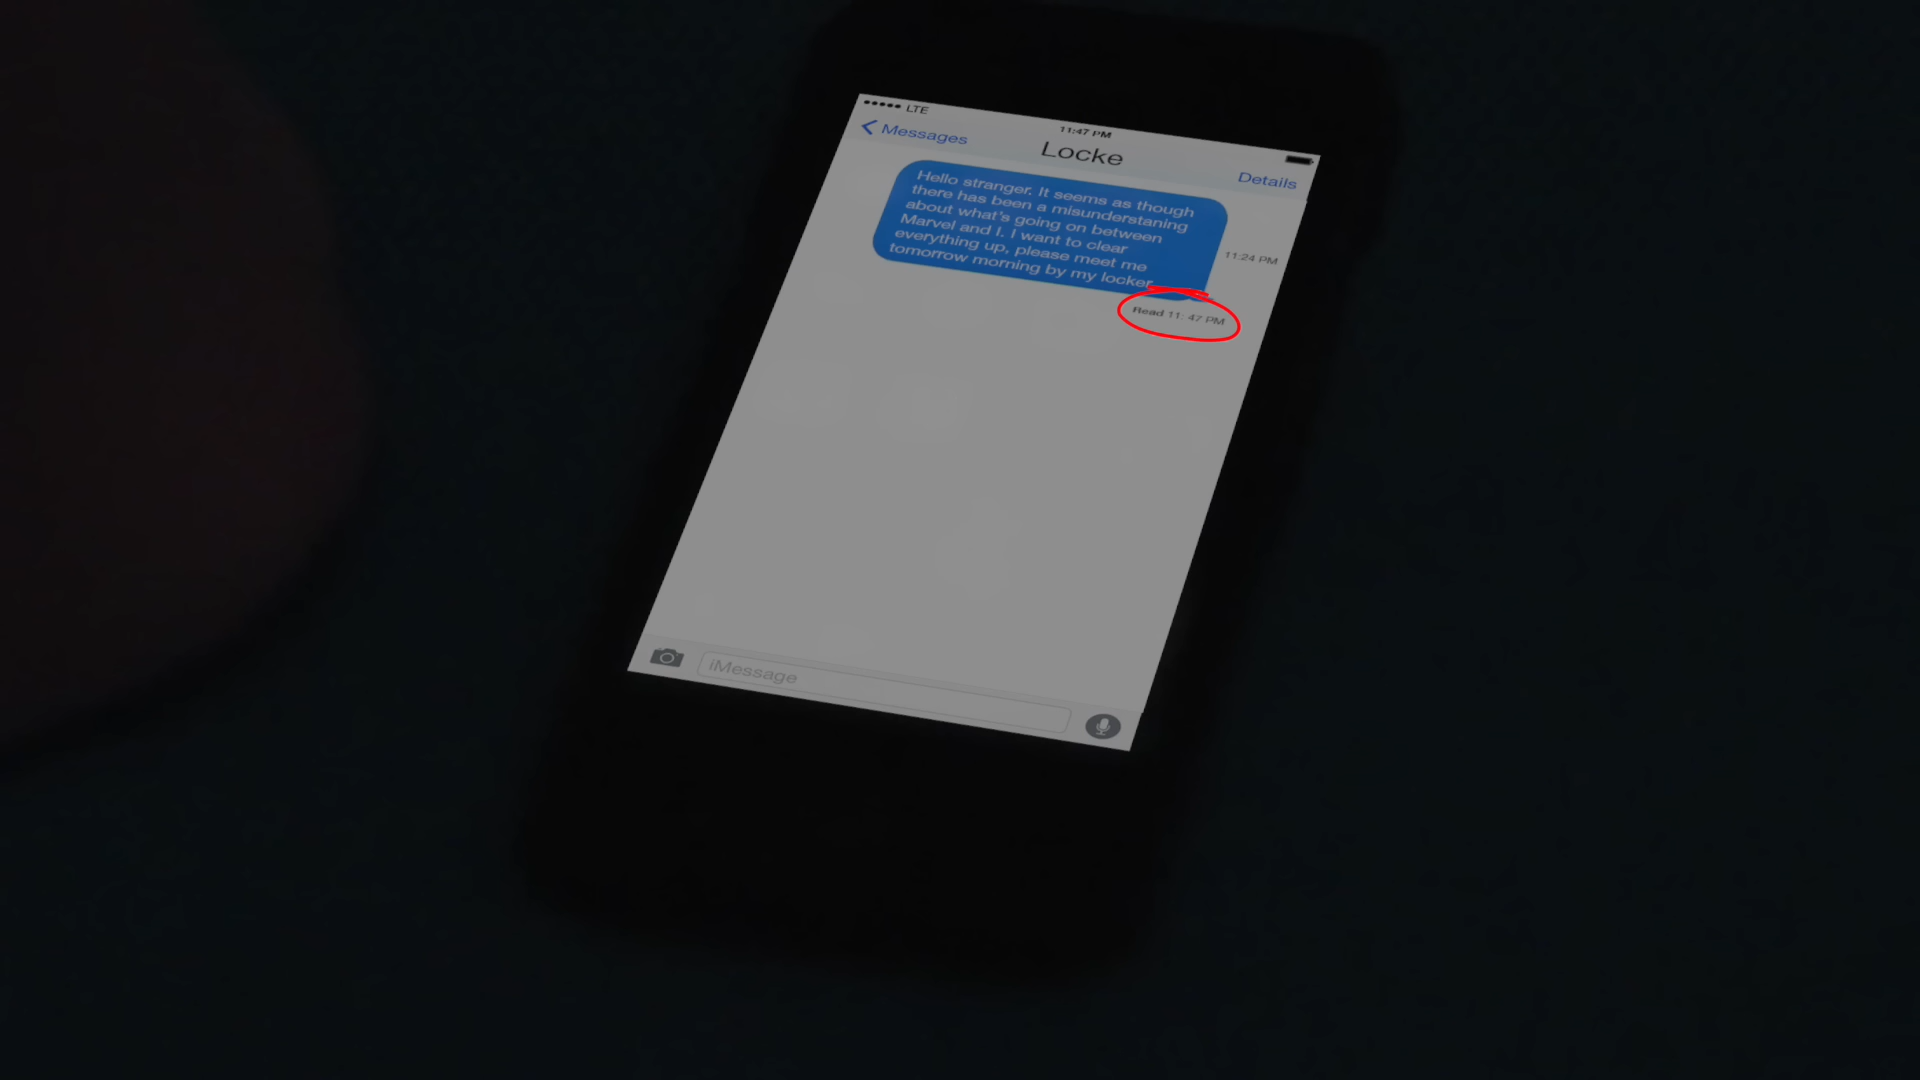 LTE
11:47 PM
Messages
Locke
Details
Hello stranger. It seems as though
there has been a misunderstaning
about what's going on between
Marvel and I. I want to clear
everything up, please meet me
tomorrow morning by my locker
11:24 PM
Read 11: 47 PM
iMessage